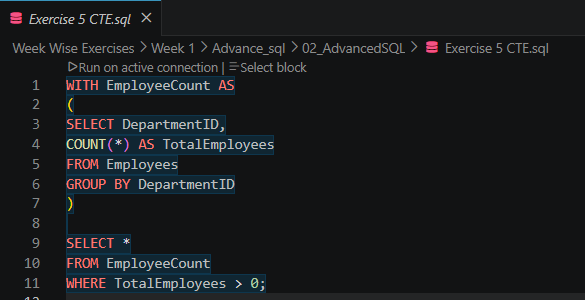 Exercise 5 CTE.sql
Week Wise Exercises > Week 1 > Advance_sql > 02_AdvancedSQL > Exercise 5 CTE.sql
Run on active connection | Select block
1 WITH EmployeeCount AS
2 (
3 SELECT DepartmentID,
4 COUNT(*) AS TotalEmployees
5 FROM Employees
6 GROUP BY DepartmentID
7 )
8
9 SELECT *
10 FROM EmployeeCount
11 WHERE TotalEmployees > 0;
12